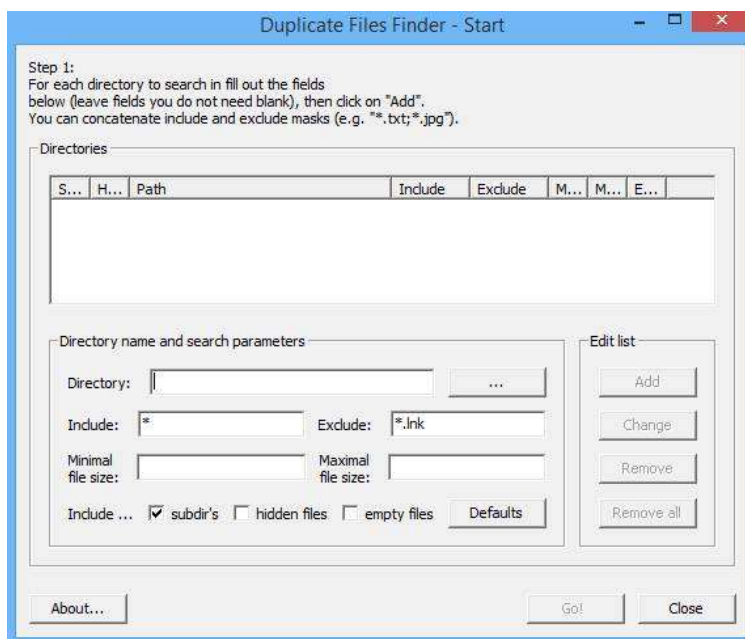 Duplicate Files Finder - Start
Step 1:
For each directory to search in fill out the fields
below (leave fields you do not need blank), then click on "Add".
You can concatenate include and exclude masks (e.g. "*.txt;*.jpg").
Directories
S... H... Path Include Exclude M... M... E...
Directory name and search parameters
Edit list
Directory: ... Add
Include: * Exclude: *.lnk Change
Minimal file size: Maximal file size: Remove
Include ... subdir's hidden files empty files Defaults Remove all
About... Go! Close